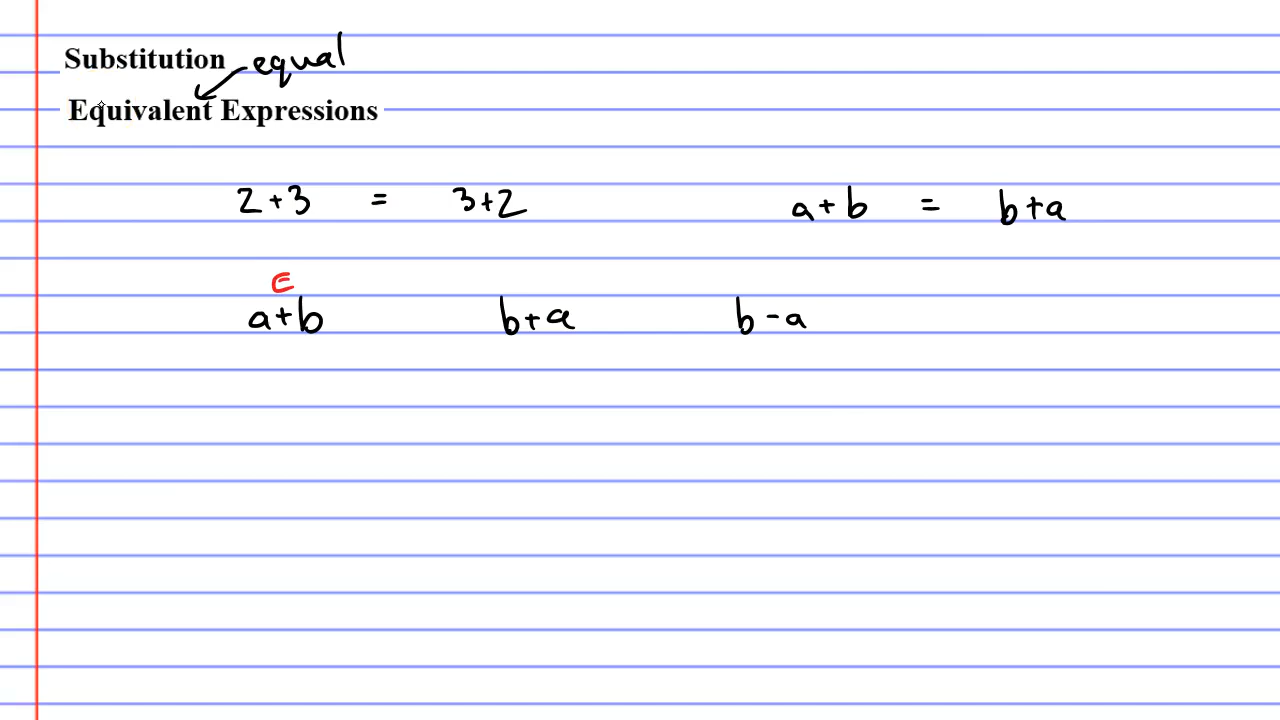 Substitution equal
Equivalent Expressions
2+3 = 3+2 a+b = b+a
E
a+b b+a b-a